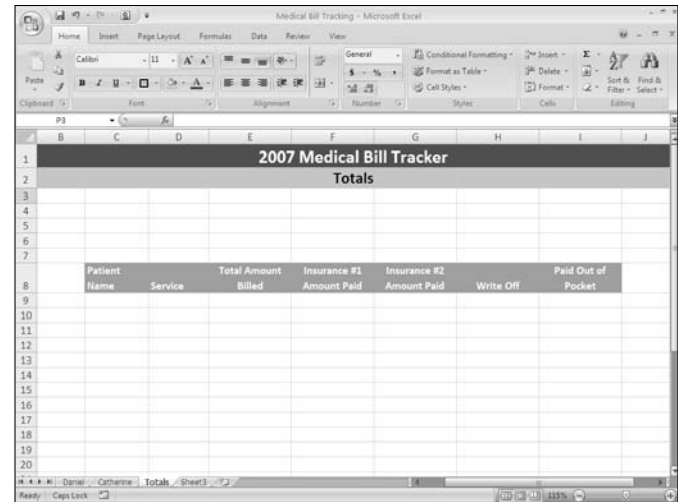 Medical Bill Tracking - Microsoft Excel
Home Insert Page Layout Formulas Data Review View
Paste
Calibri 11
B I U
A A
General
$ % ,
Conditional Formatting
Format as Table
Cell Styles
Insert
Delete
Format
Σ
Sort & Filter
Find & Select
Clipboard Font Alignment Number Styles Cells Editing
P3 fx
B C D E F G H I J
1 2007 Medical Bill Tracker
2 Totals
3
4
5
6
7
Patient Total Amount Insurance #1 Insurance #2 Paid Out of
8 Name Service Billed Amount Paid Amount Paid Write Off Pocket
9
10
11
12
13
14
15
16
17
18
19
20
Daniel Catherine Totals Sheet3
Ready Caps Lock 115%